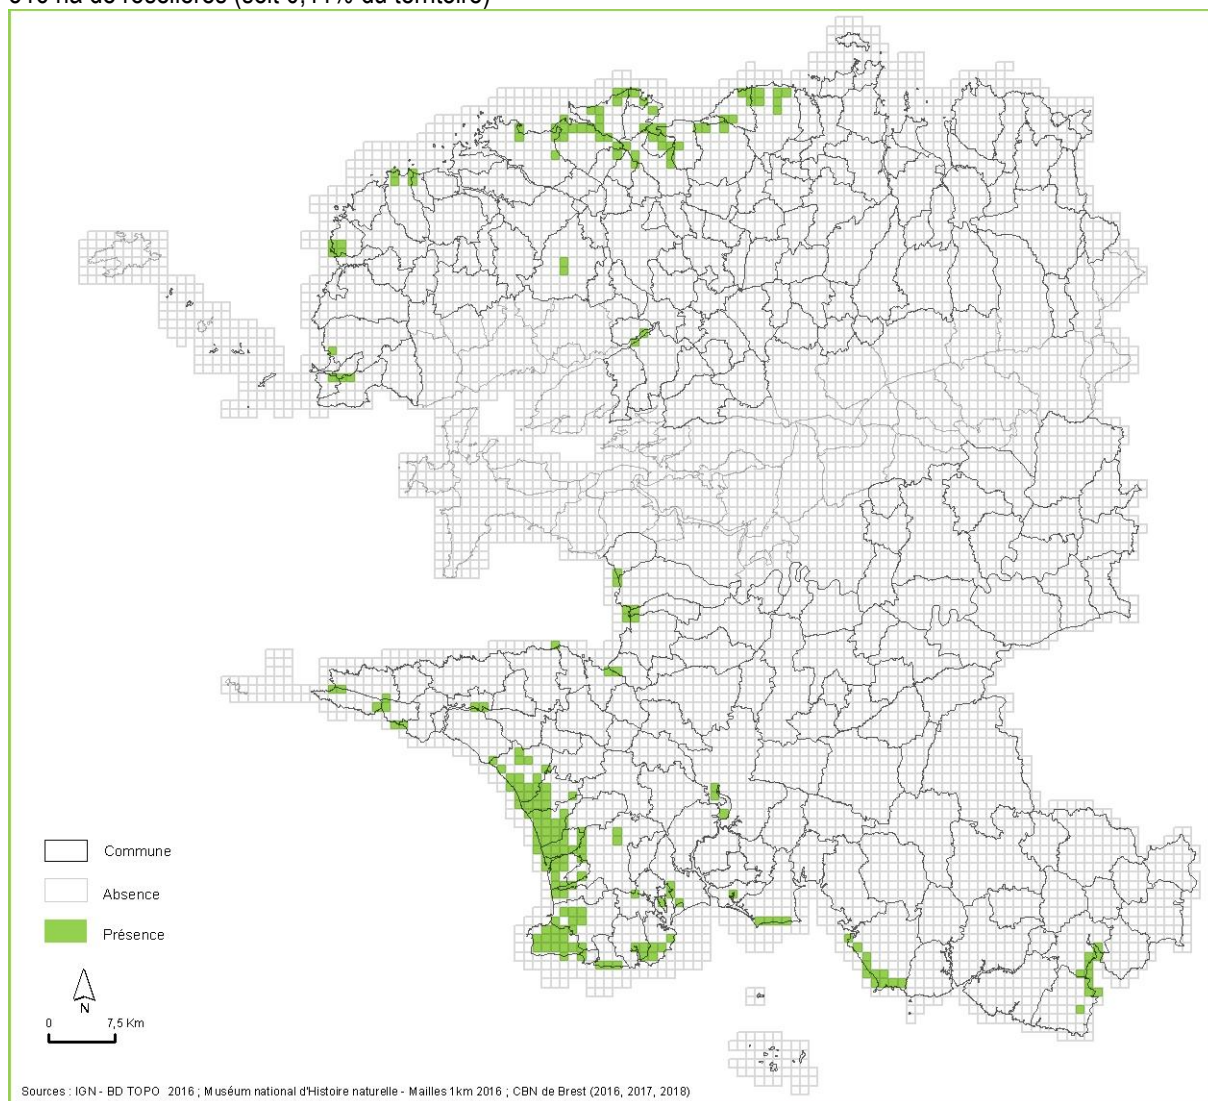 Commune
Absence
Présence
N
0 7,5 Km
Sources : IGN - BD TOPO 2016 ; Muséum national d'Histoire naturelle - Mailles 1km 2016 ; CBN de Brest (2016, 2017, 2018)